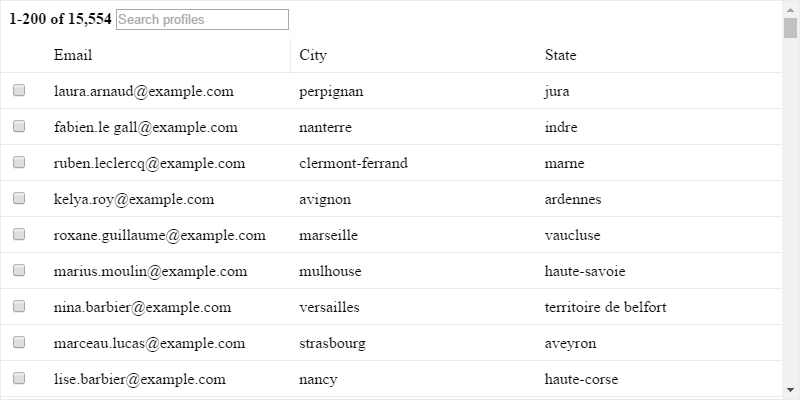 1-200 of 15,554 Search profiles
Email City State
laura.arnaud@example.com perpignan jura
fabien.le gall@example.com nanterre indre
ruben.leclercq@example.com clermont-ferrand marne
kelya.roy@example.com avignon ardennes
roxane.guillaume@example.com marseille vaucluse
marius.moulin@example.com mulhouse haute-savoie
nina.barbier@example.com versailles territoire de belfort
marceau.lucas@example.com strasbourg aveyron
lise.barbier@example.com nancy haute-corse